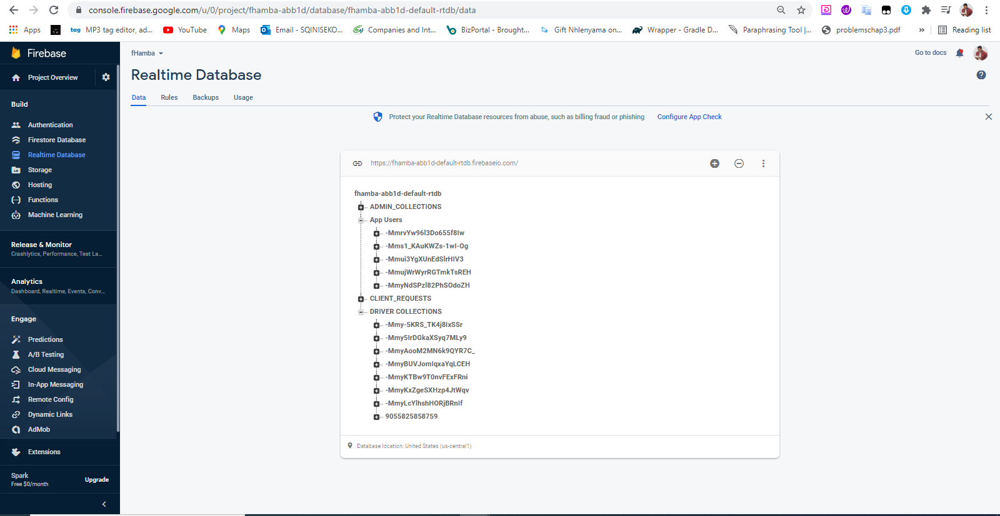 console.firebase.google.com/u/0/project/fhamba-abb1d/database/fhamba-abb1d-default-rtdb/data
Apps
tag MP3 tag editor, ad...
YouTube
Maps
Email - SQINISEKO...
Companies and Int...
BizPortal - Brought...
Gift Nhlenyama on...
Wrapper - Gradle D...
Paraphrasing Tool |...
problemschap3.pdf
»
Reading list
Firebase
fHamba
Go to docs
Project Overview
Realtime Database
Data Rules Backups Usage
Protect your Realtime Database resources from abuse, such as billing fraud or phishing Configure App Check
Build
Authentication
Firestore Database
Realtime Database
Storage
Hosting
Functions
Machine Learning
Release & Monitor
Crashlytics, Performance, Test La...
Analytics
Dashboard, Realtime, Events, Conv...
Engage
Predictions
A/B Testing
Cloud Messaging
In-App Messaging
Remote Config
Dynamic Links
AdMob
Extensions
Spark
Free $0/month
Upgrade
https://fhamba-abb1d-default-rtdb.firebaseio.com/
fhamba-abb1d-default-rtdb
ADMIN_COLLECTIONS
App Users
-MmrvYw96l3Do655f8Iw
-Mms1_KAuKWZs-1wI-Og
-Mmui3YgXUnEdSlrHIV3
-MmujWrWyrRGTmkTsREH
-MmyNdSPzl82PhSOdoZH
CLIENT_REQUESTS
DRIVER COLLECTIONS
-Mmy-5KRS_TK4j8IxSSr
-Mmy5IrDGkaXSyq7MLy9
-MmyAooM2MN6k9QYR7C_
-MmyBUVJomIqxaYqLCEH
-MmyKTBw9T0nvFExFRni
-MmyKxZgeSXHzp4JtWqv
-MmyLcYlhshHORjBRnIf
9055825858759
Database location: United States (us-central1)